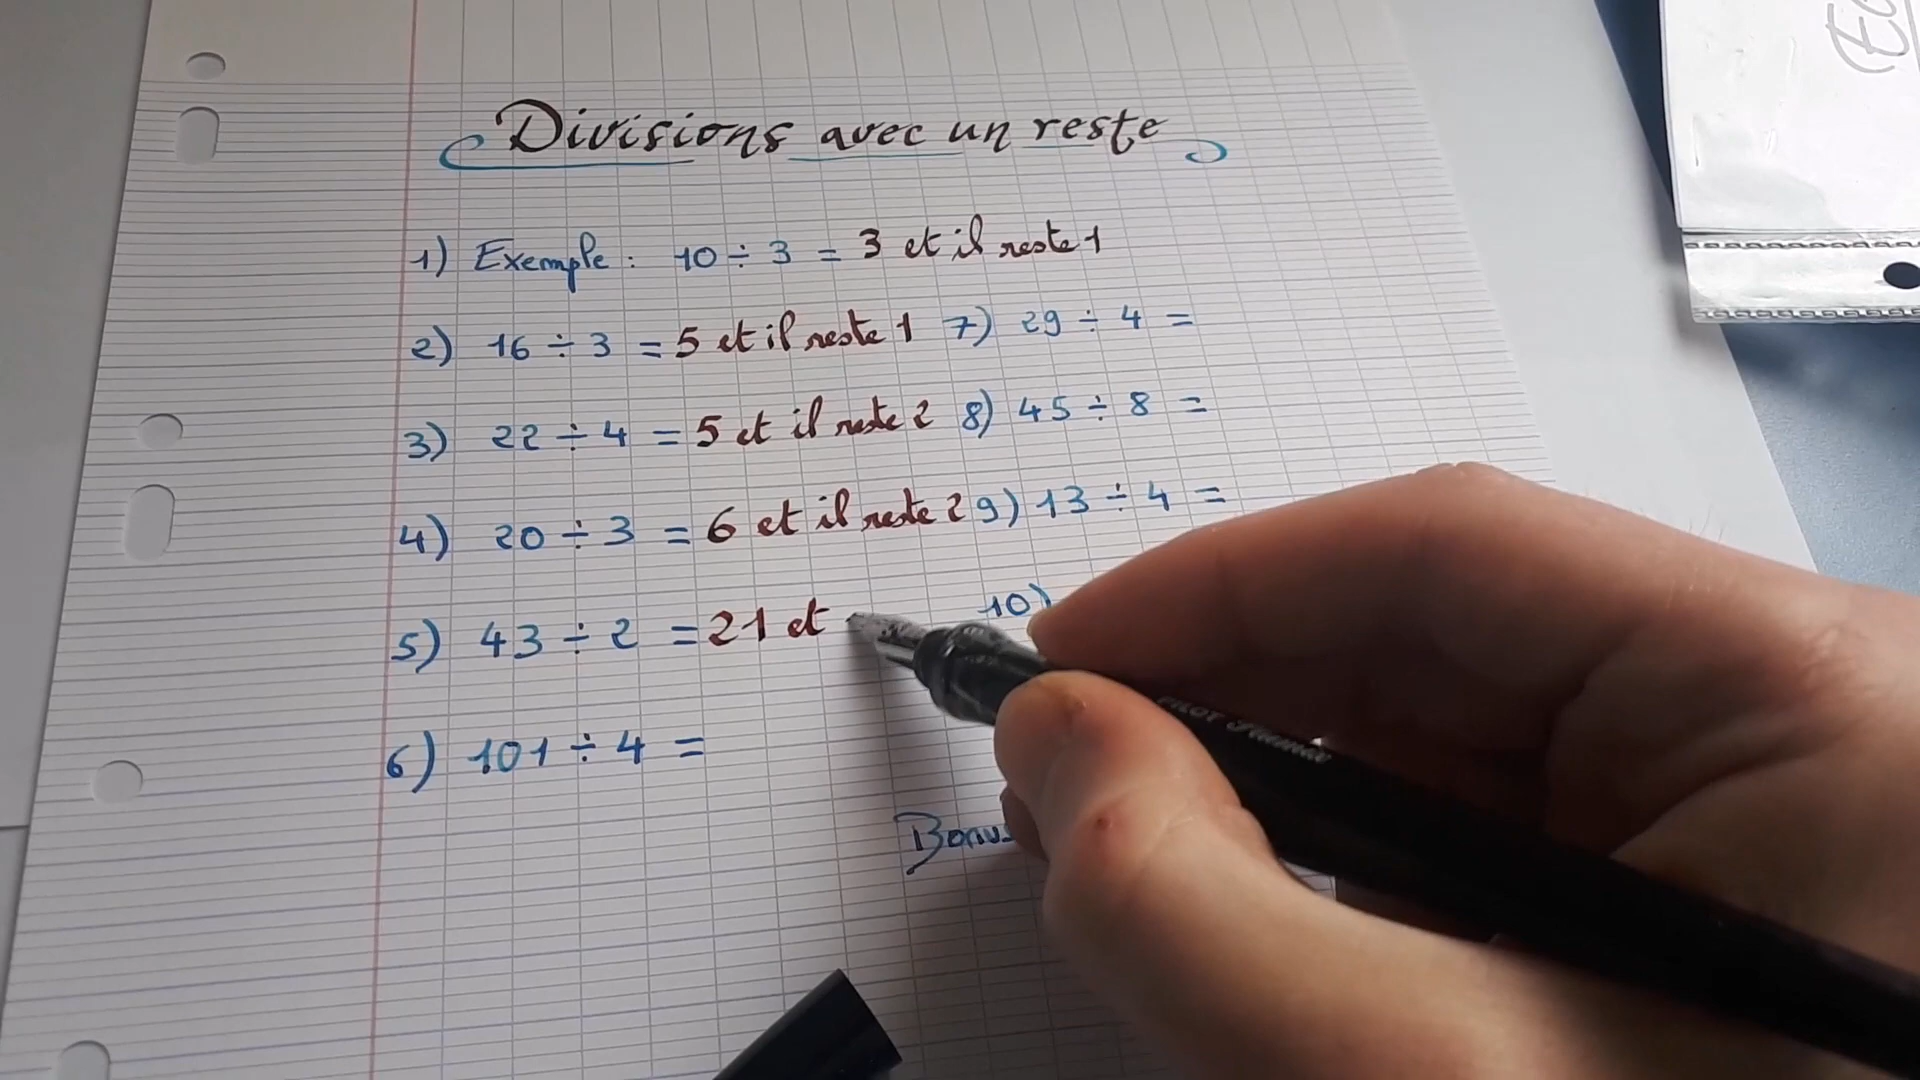 Divisions avec un reste
1) Exemple : 10 ÷ 3 = 3 et il reste 1
2) 16 ÷ 3 = 5 et il reste 1
7) 29 ÷ 4 =
3) 22 ÷ 4 = 5 et il reste 2
8) 45 ÷ 8 =
4) 20 ÷ 3 = 6 et il reste 2
9) 13 ÷ 4 =
5) 43 ÷ 2 = 21 et
10)
6) 101 ÷ 4 =
Bonus
PILOT